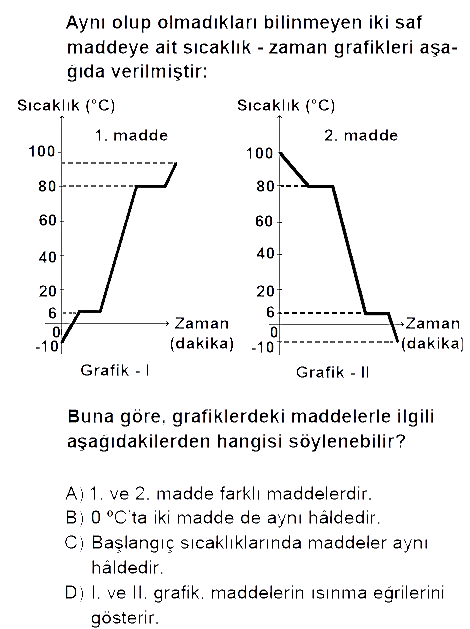 Aynı olup olmadıkları bilinmeyen iki saf
maddeye ait sıcaklık - zaman grafikleri aşa-
ğıda verilmiştir:
Sıcaklık (°C)
1. madde
100
80
60
40
20
6
0
-10
Zaman
(dakika)
Grafik - I
Sıcaklık (°C)
2. madde
100
80
60
40
20
6
0
-10
Zaman
(dakika)
Grafik - II
Buna göre, grafiklerdeki maddelerle ilgili
aşağıdakilerden hangisi söylenebilir?
A) 1. ve 2. madde farklı maddelerdir.
B) 0 ºC'ta iki madde de aynı hâldedir.
C) Başlangıç sıcaklıklarında maddeler aynı
hâldedir.
D) I. ve II. grafik, maddelerin ısınma eğrilerini
gösterir.